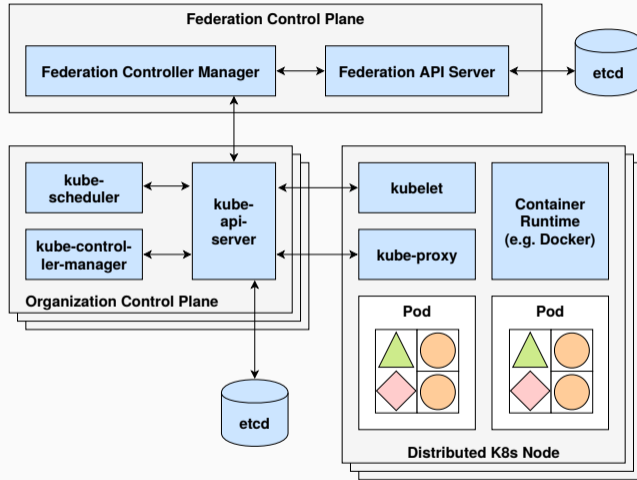 Federation Control Plane
Federation Controller Manager
Federation API Server
etcd
kube-
scheduler
kube-
api-
server
kube-control
ler-manager
Organization Control Plane
etcd
kubelet
kube-proxy
Container
Runtime
(e.g. Docker)
Pod
Pod
Distributed K8s Node